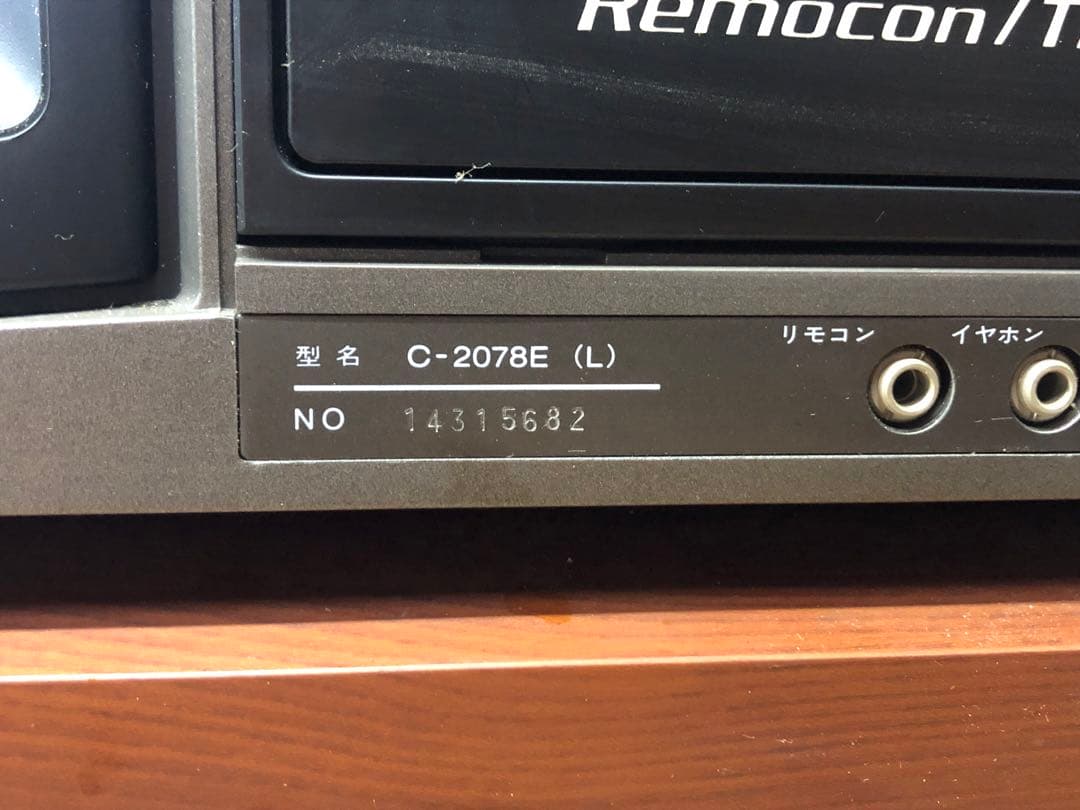 Remocon/T
リモコン イヤホン
型名 C-2078E (L)
NO 14315682